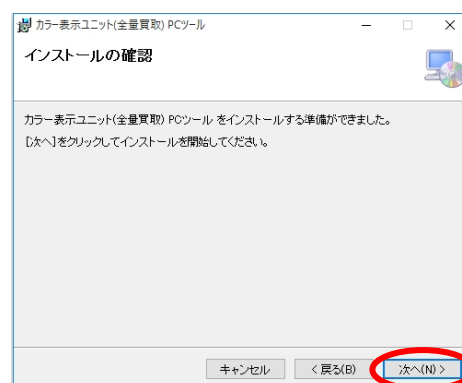 カラー表示ユニット(全量買取) PCツール
インストールの確認
カラー表示ユニット(全量買取) PCツール をインストールする準備ができました。
[次へ]をクリックしてインストールを開始してください。
キャンセル
< 戻る(B)
次へ(N) >